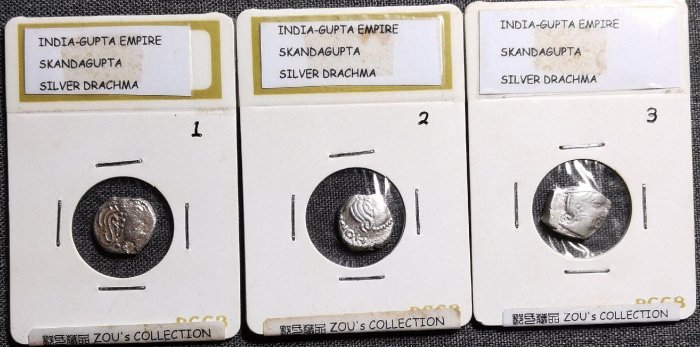 INDIA-GUPTA EMPIRE
SKANDAGUPTA
SILVER DRACHMA
1
ZOU's COLLECTION
INDIA-GUPTA EMPIRE
SKANDAGUPTA
SILVER DRACHMA
2
ZOU's COLLECTION
INDIA-GUPTA EMPIRE
SKANDAGUPTA
SILVER DRACHMA
3
ZOU's COLLECTION